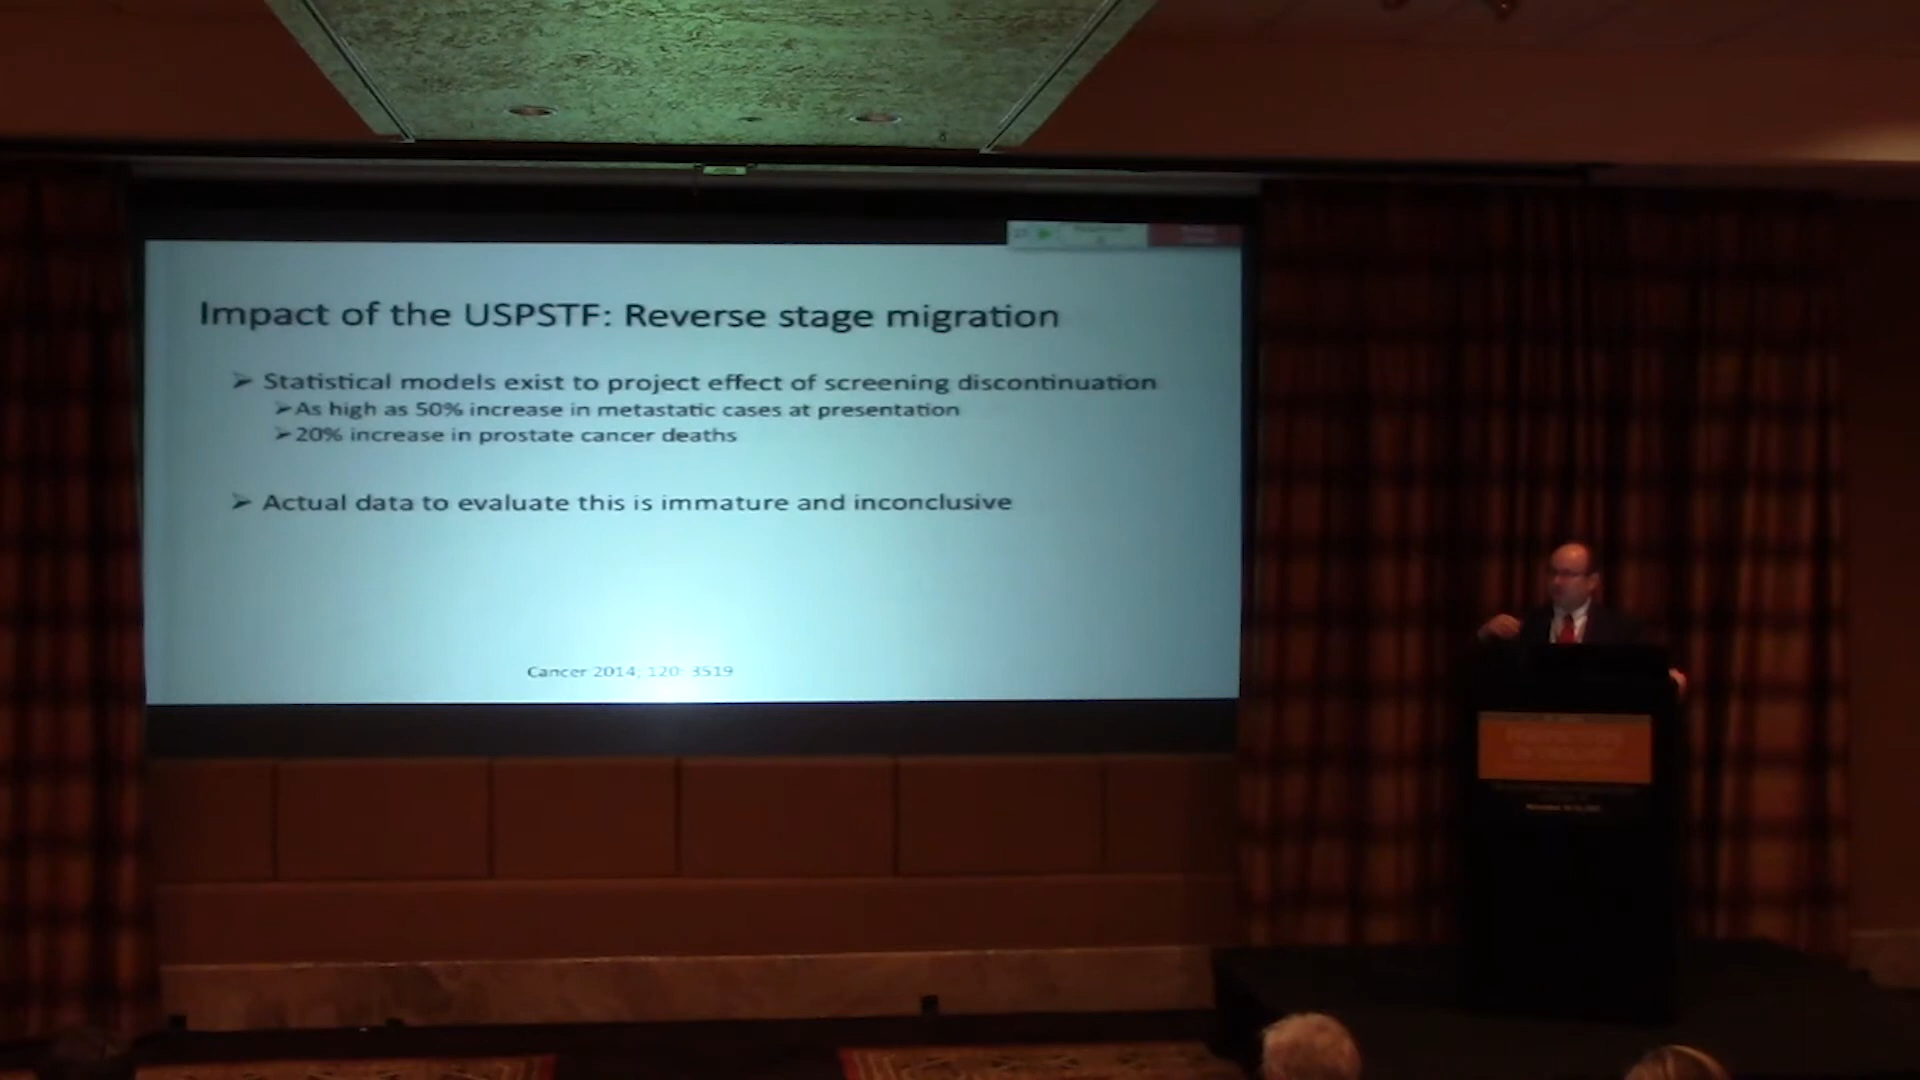 Impact of the USPSTF: Reverse stage migration
➢ Statistical models exist to project effect of screening discontinuation
➢ As high as 50% increase in metastatic cases at presentation
➢ 20% increase in prostate cancer deaths
➢ Actual data to evaluate this is immature and inconclusive
Cancer 2014, 120: 3519